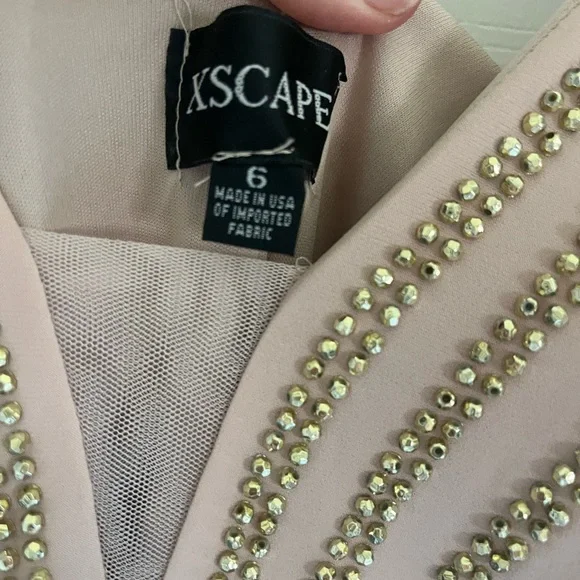 XSCAPE
6
MADE IN USA
OF IMPORTED
FABRIC